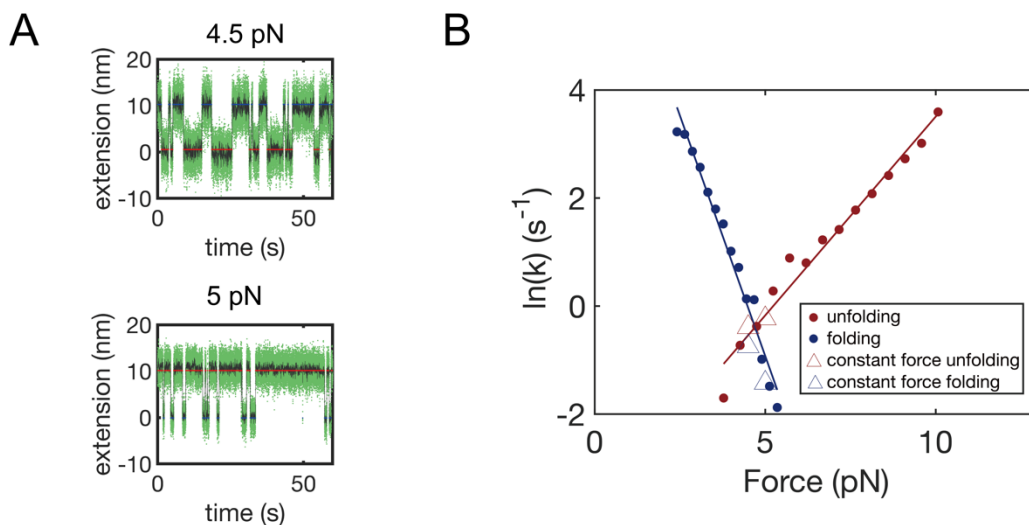 A
4.5 pN
extension (nm)
20
10
0
-10
0
50
time (s)
5 pN
extension (nm)
20
10
0
-10
0
50
time (s)
B
ln(k) (s⁻¹)
4
2
0
-2
0
5
10
Force (pN)
unfolding
folding
constant force unfolding
constant force folding